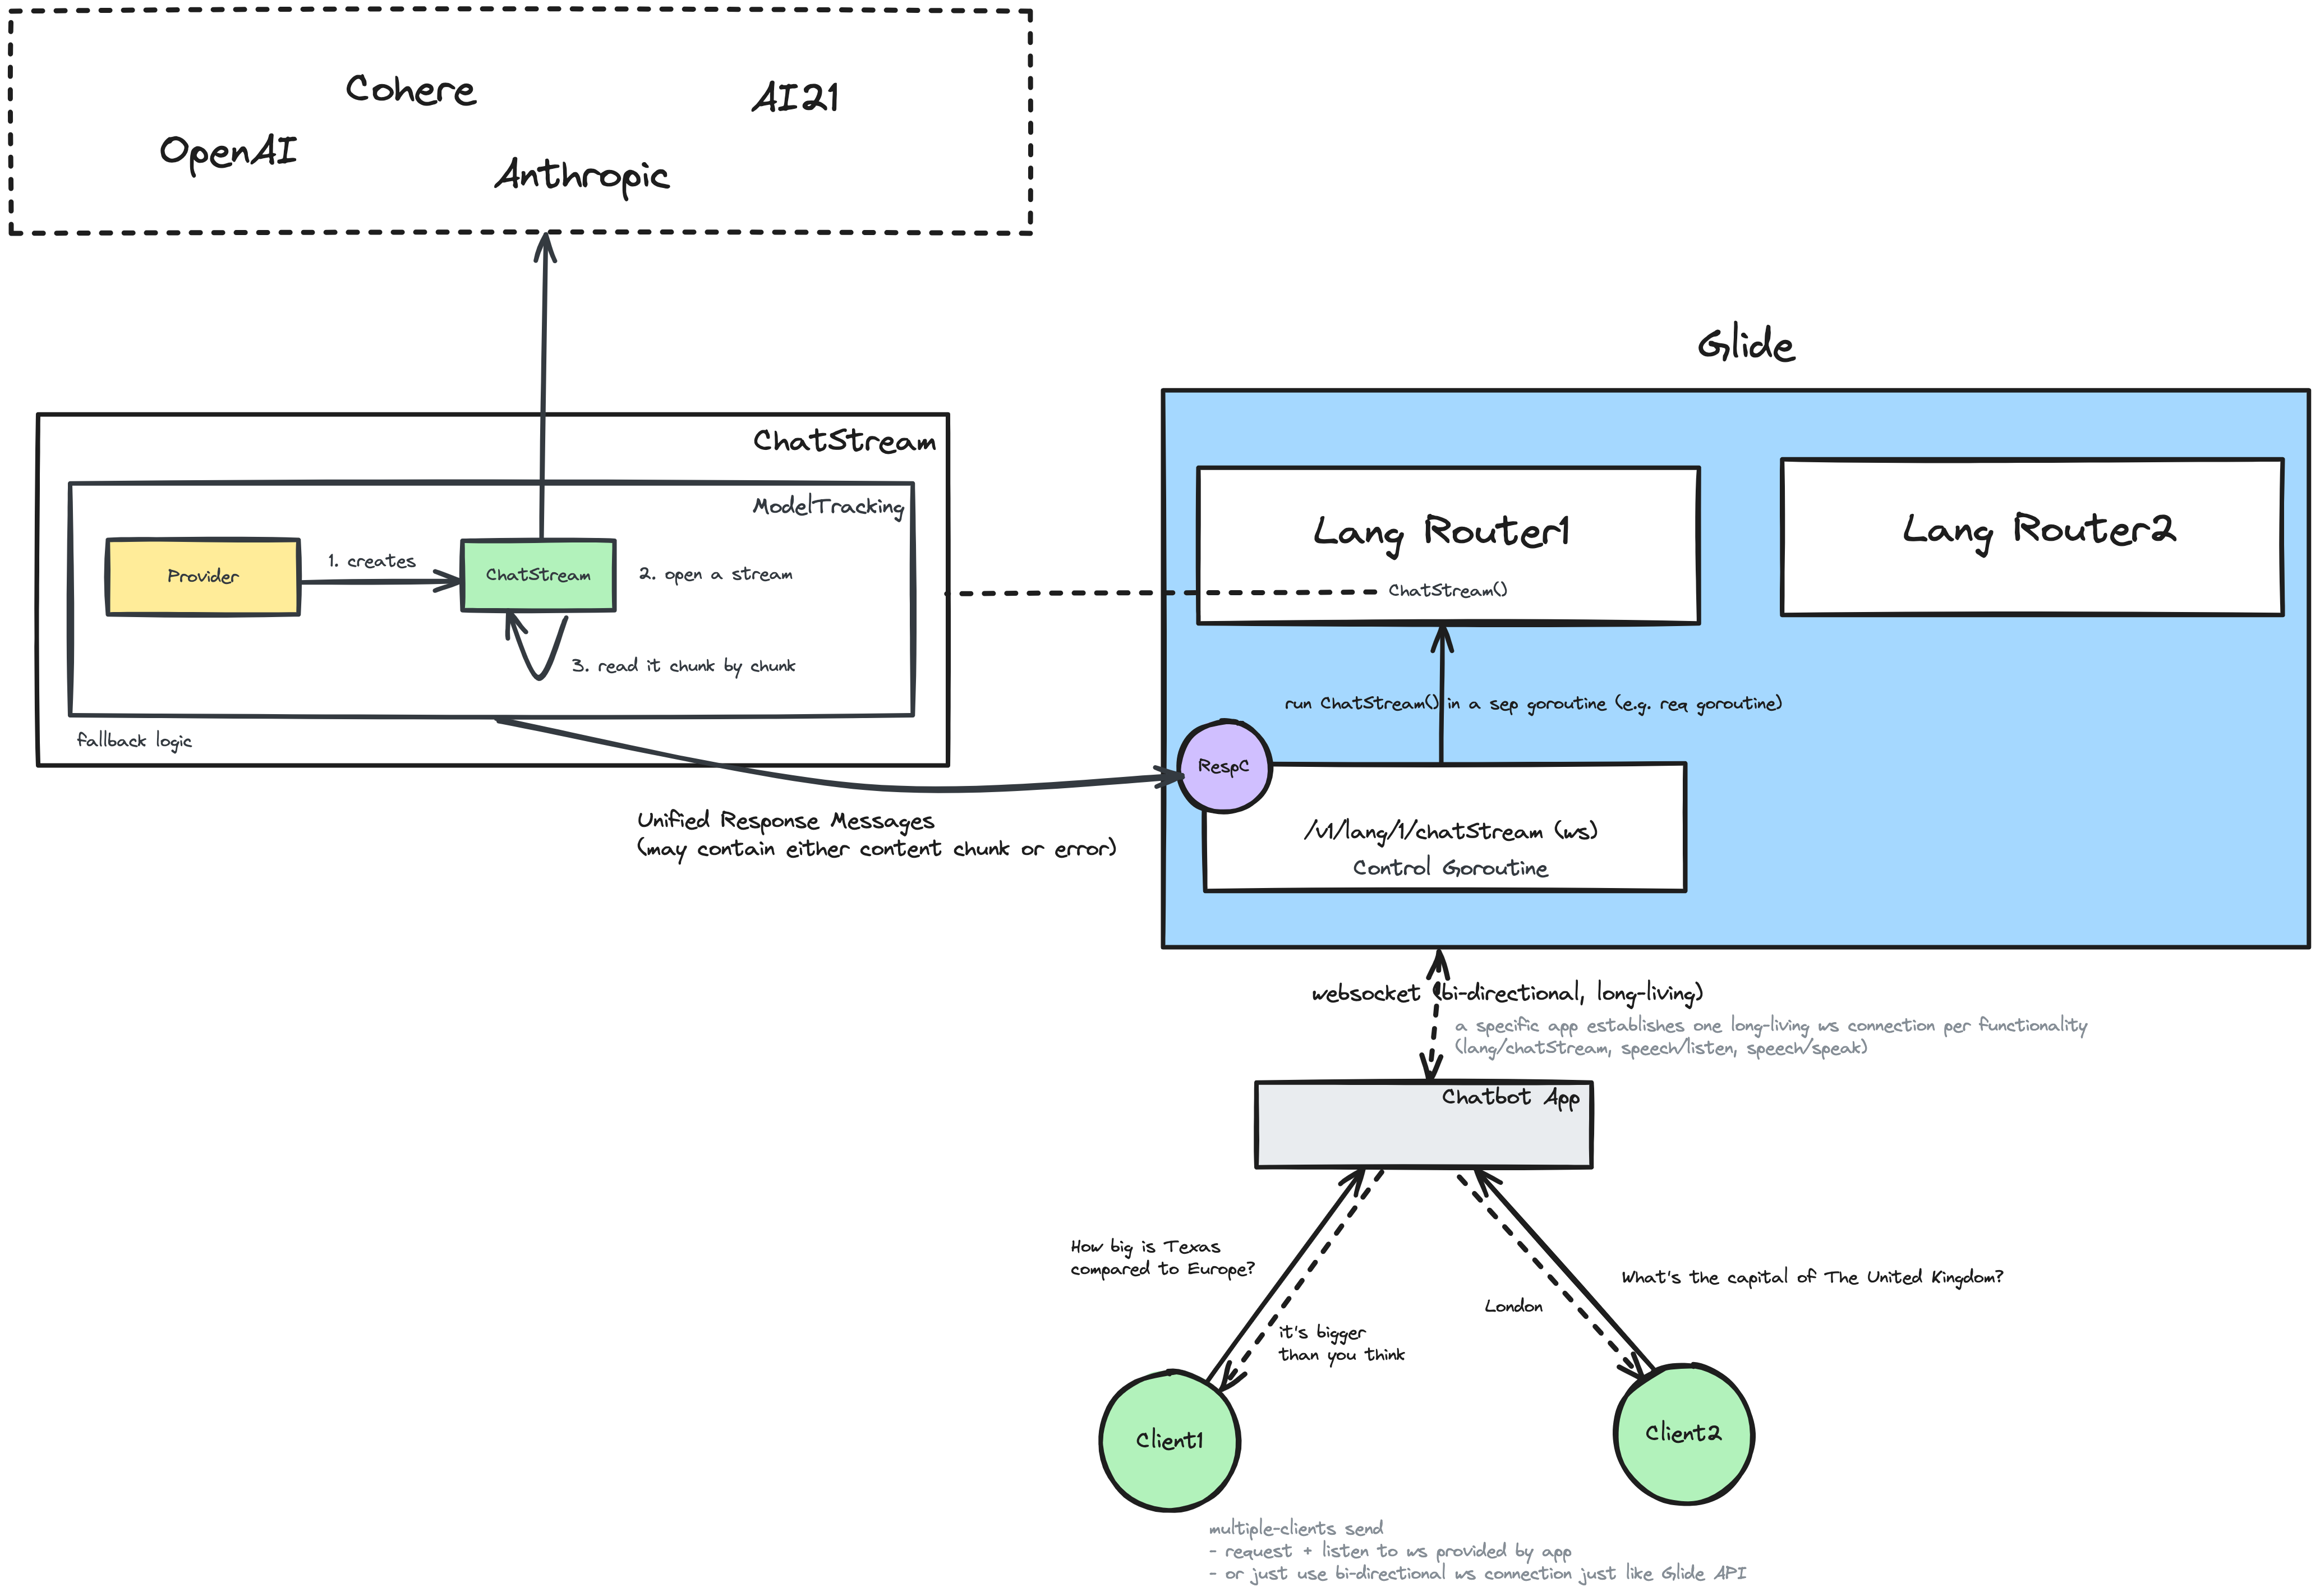 Cohere
AI21
OpenAI
Anthropic
Glide
ChatStream
ModelTracking
Provider
1. creates
ChatStream
2. open a stream
3. read it chunk by chunk
fallback logic
Lang Router1
ChatStream()
Lang Router2
run ChatStream() in a sep goroutine (e.g. req goroutine)
RespC
/v1/lang/1/chatStream (ws)
Control Goroutine
Unified Response Messages
(may contain either content chunk or error)
websocket (bi-directional, long-living)
a specific app establishes one long-living ws connection per functionality
(lang/chatStream, speech/listen, speech/speak)
Chatbot App
How big is Texas
compared to Europe?
it's bigger
than you think
What's the capital of The United Kingdom?
London
Client1
Client2
multiple-clients send
- request + listen to ws provided by app
- or just use bi-directional ws connection just like Glide API